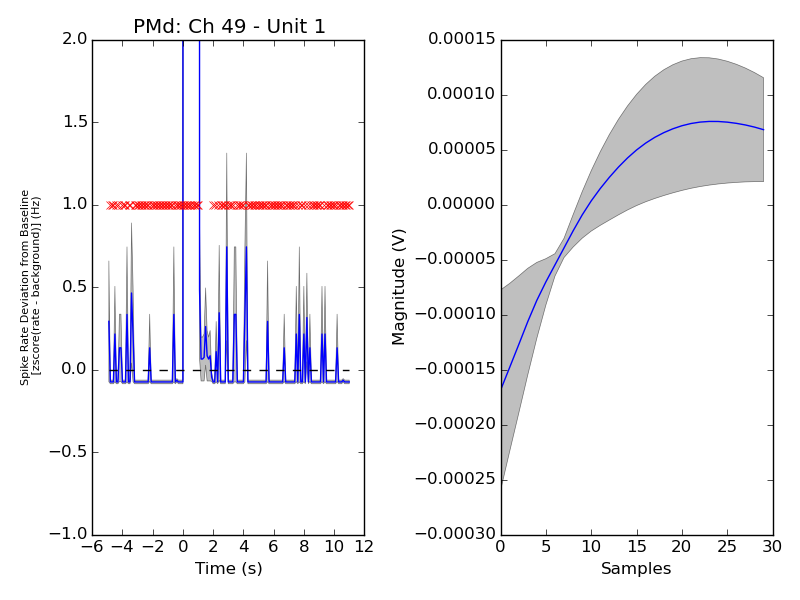 PMd: Ch 49 - Unit 1
Spike Rate Deviation from Baseline
[zscore(rate - background)] (Hz)
2.0
1.5
1.0
0.5
0.0
−0.5
−1.0
−6 −4 −2 0 2 4 6 8 10 12
Time (s)
Magnitude (V)
0.00015
0.00010
0.00005
0.00000
−0.00005
−0.00010
−0.00015
−0.00020
−0.00025
−0.00030
0 5 10 15 20 25 30
Samples